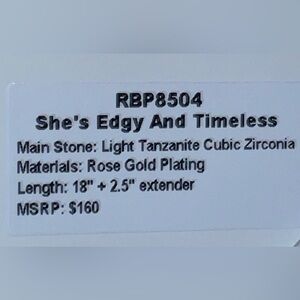 RBP8504
She's Edgy And Timeless
Main Stone: Light Tanzanite Cubic Zirconia
Materials: Rose Gold Plating
Length: 18" + 2.5" extender
MSRP: $160